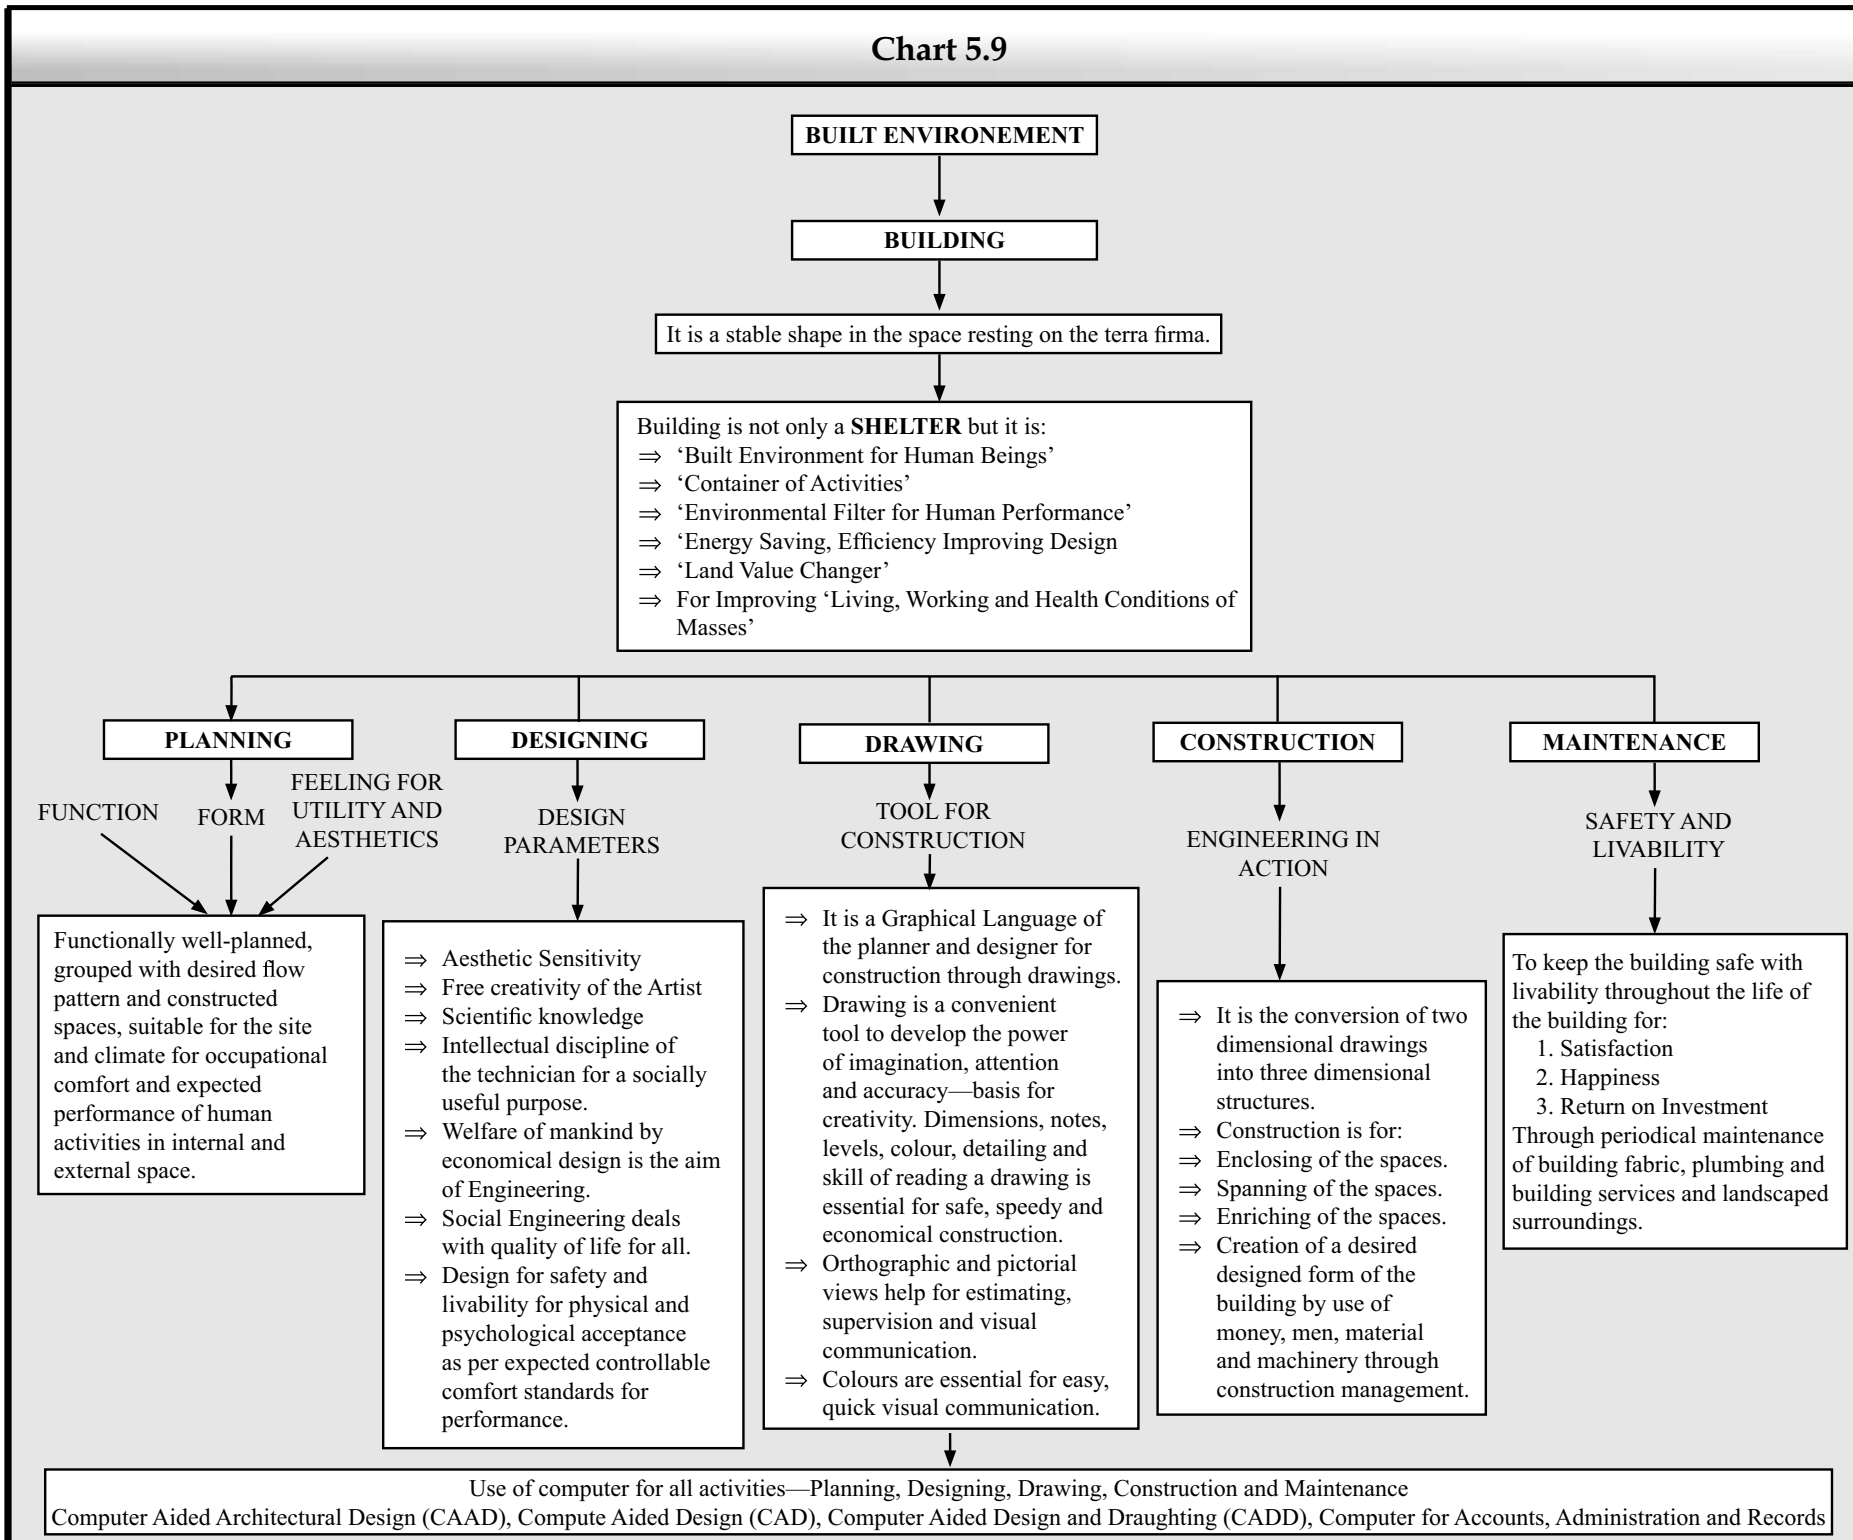 Chart 5.9
BUILT ENVIRONEMENT
BUILDING
It is a stable shape in the space resting on the terra firma.
Building is not only a SHELTER but it is:
⇒ ‘Built Environment for Human Beings’
⇒ ‘Container of Activities’
⇒ ‘Environmental Filter for Human Performance’
⇒ ‘Energy Saving, Efficiency Improving Design
⇒ ‘Land Value Changer’
⇒ For Improving ‘Living, Working and Health Conditions of
Masses’
PLANNING
FUNCTION
FORM
FEELING FOR
UTILITY AND
AESTHETICS
Functionally well-planned,
grouped with desired flow
pattern and constructed
spaces, suitable for the site
and climate for occupational
comfort and expected
performance of human
activities in internal and
external space.
DESIGNING
DESIGN
PARAMETERS
⇒ Aesthetic Sensitivity
⇒ Free creativity of the Artist
⇒ Scientific knowledge
⇒ Intellectual discipline of
the technician for a socially
useful purpose.
⇒ Welfare of mankind by
economical design is the aim
of Engineering.
⇒ Social Engineering deals
with quality of life for all.
⇒ Design for safety and
livability for physical and
psychological acceptance
as per expected controllable
comfort standards for
performance.
DRAWING
TOOL FOR
CONSTRUCTION
⇒ It is a Graphical Language of
the planner and designer for
construction through drawings.
⇒ Drawing is a convenient
tool to develop the power
of imagination, attention
and accuracy—basis for
creativity. Dimensions, notes,
levels, colour, detailing and
skill of reading a drawing is
essential for safe, speedy and
economical construction.
⇒ Orthographic and pictorial
views help for estimating,
supervision and visual
communication.
⇒ Colours are essential for easy,
quick visual communication.
CONSTRUCTION
ENGINEERING IN
ACTION
⇒ It is the conversion of two
dimensional drawings
into three dimensional
structures.
⇒ Construction is for:
⇒ Enclosing of the spaces.
⇒ Spanning of the spaces.
⇒ Enriching of the spaces.
⇒ Creation of a desired
designed form of the
building by use of
money, men, material
and machinery through
construction management.
MAINTENANCE
SAFETY AND
LIVABILITY
To keep the building safe with
livability throughout the life of
the building for:
1. Satisfaction
2. Happiness
3. Return on Investment
Through periodical maintenance
of building fabric, plumbing and
building services and landscaped
surroundings.
Use of computer for all activities—Planning, Designing, Drawing, Construction and Maintenance
Computer Aided Architectural Design (CAAD), Compute Aided Design (CAD), Computer Aided Design and Draughting (CADD), Computer for Accounts, Administration and Records